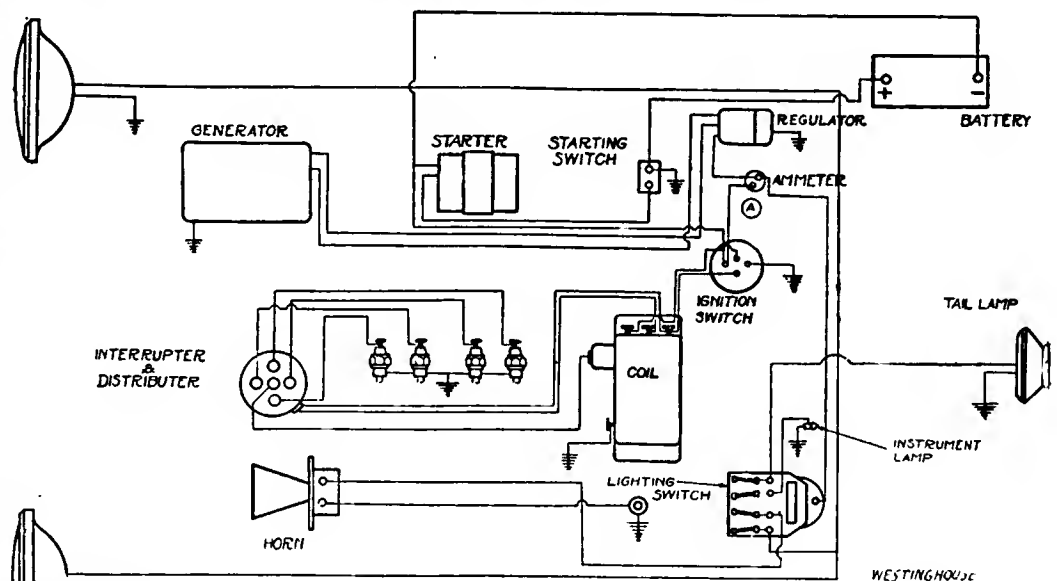 GENERATOR
STARTER
STARTING
SWITCH
REGULATOR
+
−
BATTERY
AMMETER
A
IGNITION
SWITCH
TAIL LAMP
INTERRUPTER
&
DISTRIBUTER
COIL
INSTRUMENT
LAMP
LIGHTING
SWITCH
HORN
WESTINGHOUSE